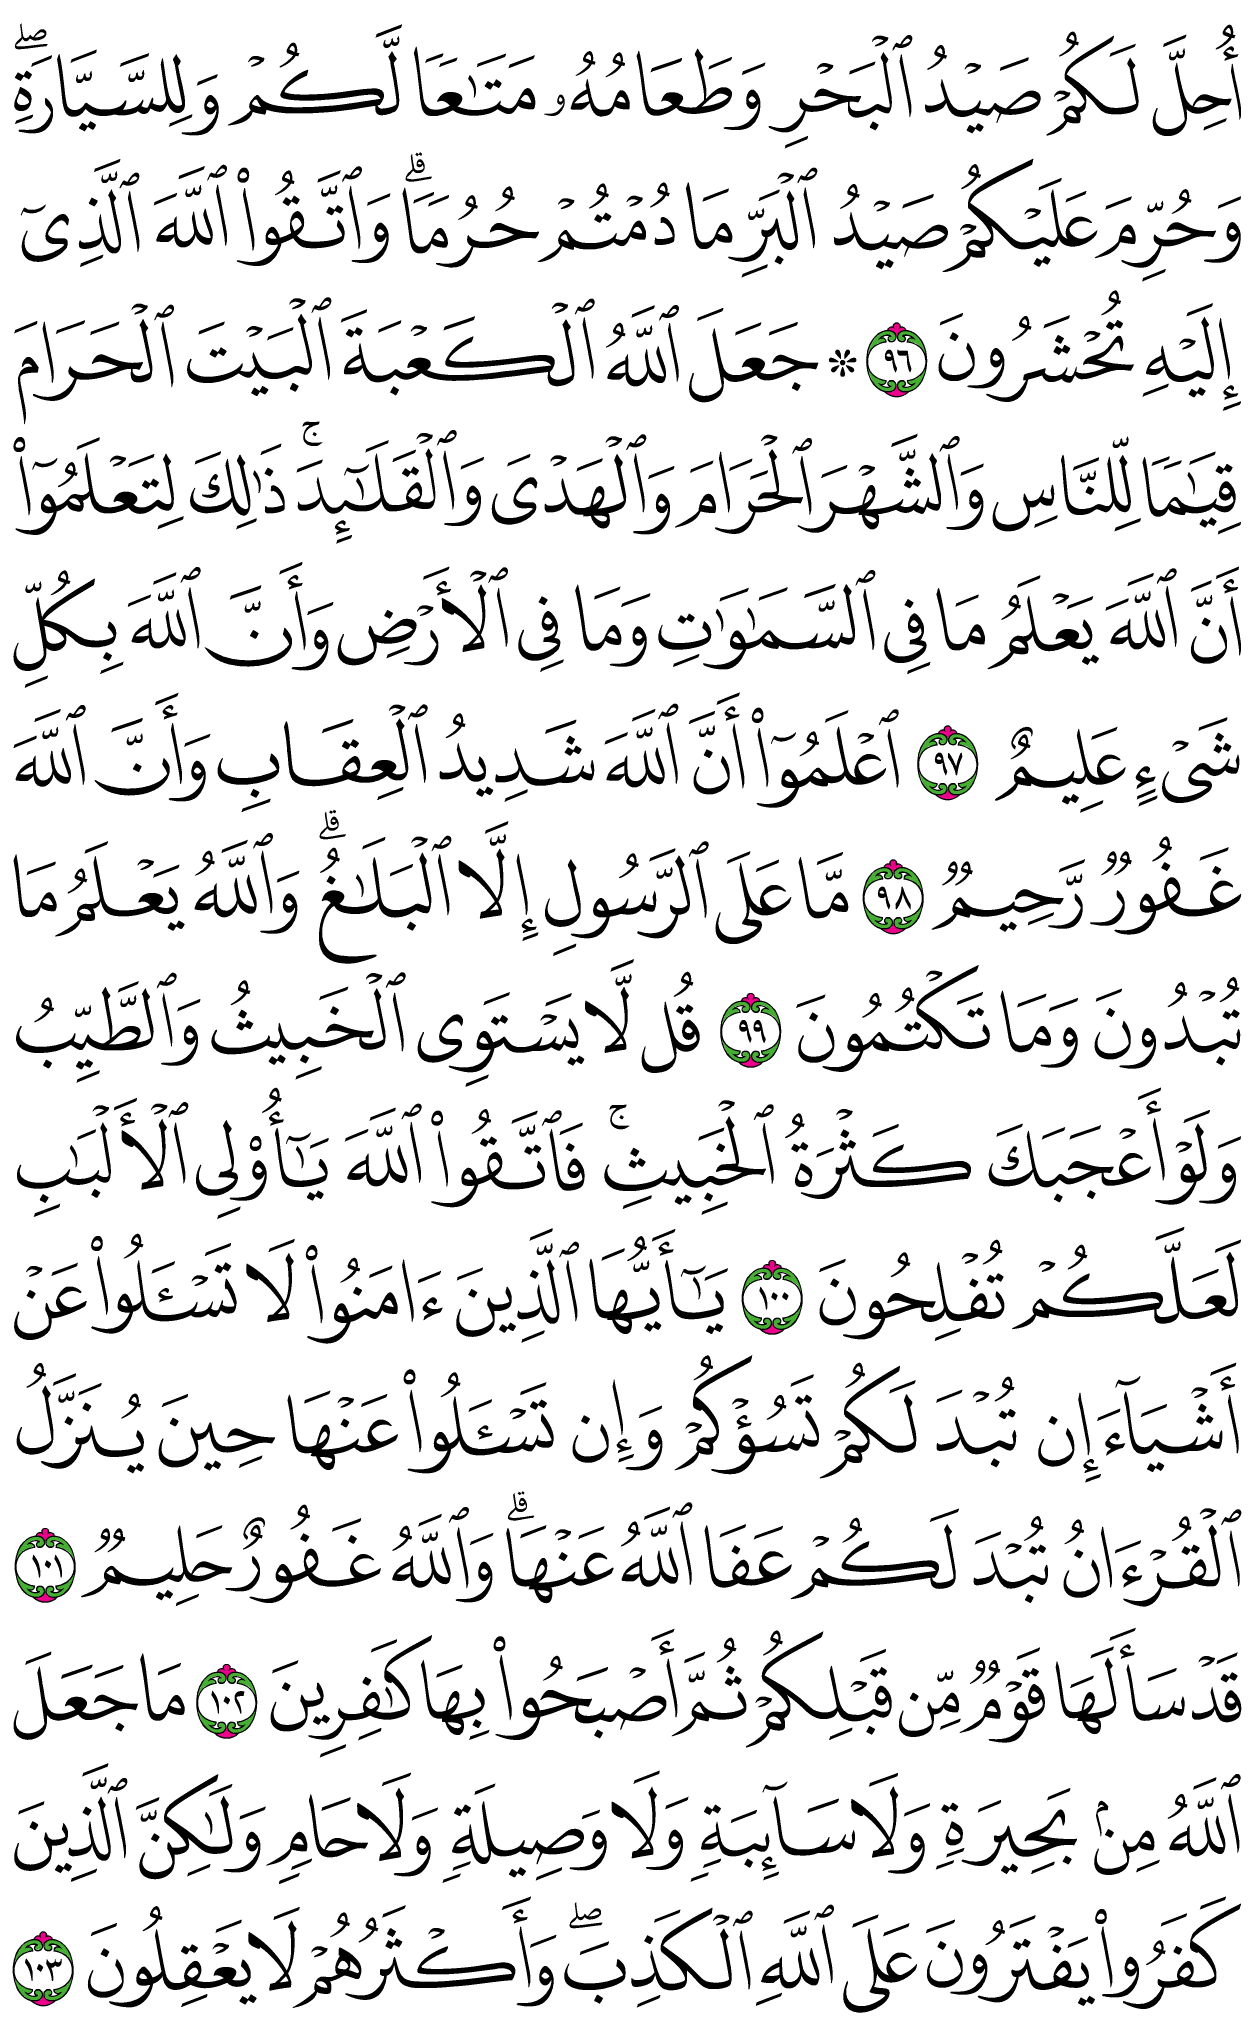 أُحِلَّ لَكُمۡ صَيۡدُ ٱلۡبَحۡرِ وَطَعَامُهُۥ مَتَٰعٗا لَّكُمۡ وَلِلسَّيَّارَةِۖ
وَحُرِّمَ عَلَيۡكُمۡ صَيۡدُ ٱلۡبَرِّ مَا دُمۡتُمۡ حُرُمٗاۗ وَٱتَّقُواْ ٱللَّهَ ٱلَّذِيٓ
إِلَيۡهِ تُحۡشَرُونَ ٩٦ ۞ جَعَلَ ٱللَّهُ ٱلۡكَعۡبَةَ ٱلۡبَيۡتَ ٱلۡحَرَامَ
قِيَٰمٗا لِّلنَّاسِ وَٱلشَّهۡرَ ٱلۡحَرَامَ وَٱلۡهَدۡيَ وَٱلۡقَلَٰٓئِدَۚ ذَٰلِكَ لِتَعۡلَمُوٓاْ
أَنَّ ٱللَّهَ يَعۡلَمُ مَا فِي ٱلسَّمَٰوَٰتِ وَمَا فِي ٱلۡأَرۡضِ وَأَنَّ ٱللَّهَ بِكُلِّ
شَيۡءٍ عَلِيمٌ ٩٧ ٱعۡلَمُوٓاْ أَنَّ ٱللَّهَ شَدِيدُ ٱلۡعِقَابِ وَأَنَّ ٱللَّهَ
غَفُورٞ رَّحِيمٞ ٩٨ مَّا عَلَى ٱلرَّسُولِ إِلَّا ٱلۡبَلَٰغُۗ وَٱللَّهُ يَعۡلَمُ مَا
تُبۡدُونَ وَمَا تَكۡتُمُونَ ٩٩ قُل لَّا يَسۡتَوِي ٱلۡخَبِيثُ وَٱلطَّيِّبُ
وَلَوۡ أَعۡجَبَكَ كَثۡرَةُ ٱلۡخَبِيثِۚ فَٱتَّقُواْ ٱللَّهَ يَٰٓأُوْلِي ٱلۡأَلۡبَٰبِ
لَعَلَّكُمۡ تُفۡلِحُونَ ١٠٠ يَٰٓأَيُّهَا ٱلَّذِينَ ءَامَنُواْ لَا تَسۡـَٔلُواْ عَنۡ
أَشۡيَآءَ إِن تُبۡدَ لَكُمۡ تَسُؤۡكُمۡ وَإِن تَسۡـَٔلُواْ عَنۡهَا حِينَ يُنَزَّلُ
ٱلۡقُرۡءَانُ تُبۡدَ لَكُمۡ عَفَا ٱللَّهُ عَنۡهَاۗ وَٱللَّهُ غَفُورٌ حَلِيمٞ ١٠١
قَدۡ سَأَلَهَا قَوۡمٞ مِّن قَبۡلِكُمۡ ثُمَّ أَصۡبَحُواْ بِهَا كَٰفِرِينَ ١٠٢ مَا جَعَلَ
ٱللَّهُ مِنۢ بَحِيرَةٖ وَلَا سَآئِبَةٖ وَلَا وَصِيلَةٖ وَلَا حَامٖ وَلَٰكِنَّ ٱلَّذِينَ
كَفَرُواْ يَفۡتَرُونَ عَلَى ٱللَّهِ ٱلۡكَذِبَۖ وَأَكۡثَرُهُمۡ لَا يَعۡقِلُونَ ١٠٣